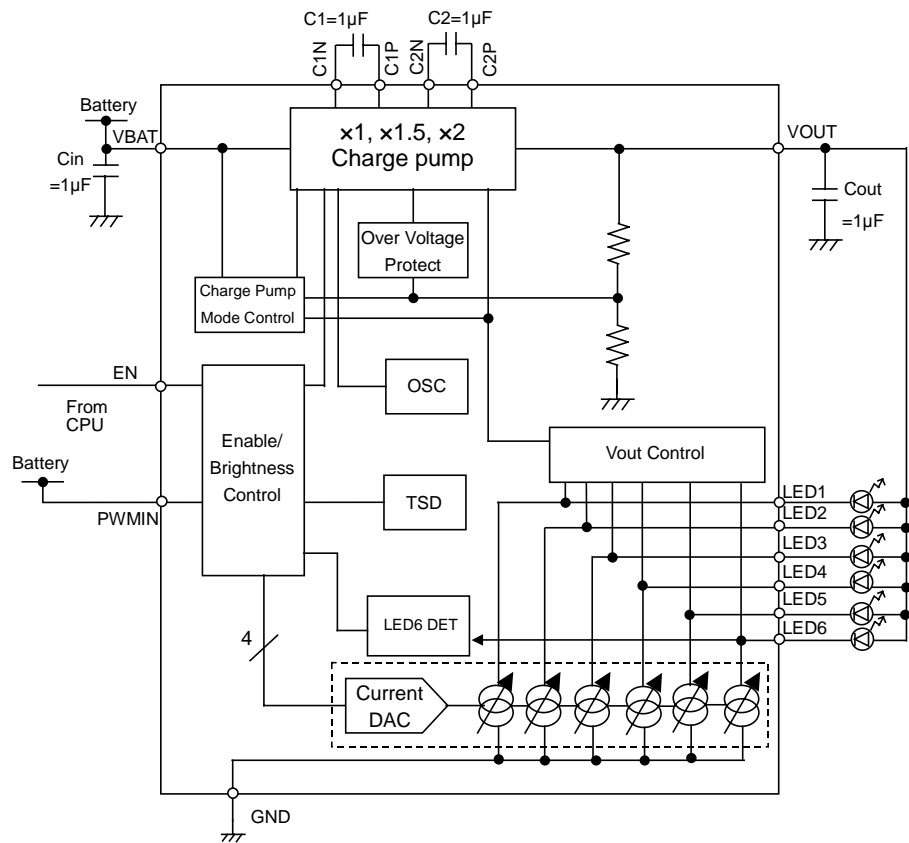 C1=1μF
C2=1μF
C1N
C1P
C2N
C2P
Battery
VBAT
×1, ×1.5, ×2
Charge pump
VOUT
Cin
=1μF
Cout
=1μF
Over Voltage
Protect
Charge Pump
Mode Control
EN
From
CPU
OSC
Enable/
Brightness
Control
Vout Control
Battery
PWMIN
TSD
LED1
LED2
LED3
LED4
LED5
LED6
LED6 DET
4
Current
DAC
GND